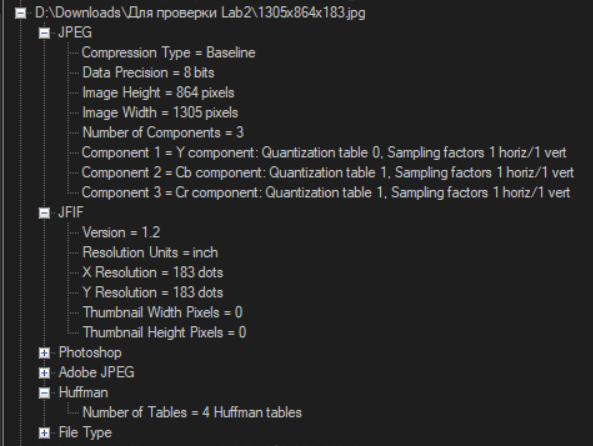 D:\Downloads\Для проверки Lab2\1305x864x183.jpg
JPEG
Compression Type = Baseline
Data Precision = 8 bits
Image Height = 864 pixels
Image Width = 1305 pixels
Number of Components = 3
Component 1 = Y component: Quantization table 0, Sampling factors 1 horiz/1 vert
Component 2 = Cb component: Quantization table 1, Sampling factors 1 horiz/1 vert
Component 3 = Cr component: Quantization table 1, Sampling factors 1 horiz/1 vert
JFIF
Version = 1.2
Resolution Units = inch
X Resolution = 183 dots
Y Resolution = 183 dots
Thumbnail Width Pixels = 0
Thumbnail Height Pixels = 0
Photoshop
Adobe JPEG
Huffman
Number of Tables = 4 Huffman tables
File Type